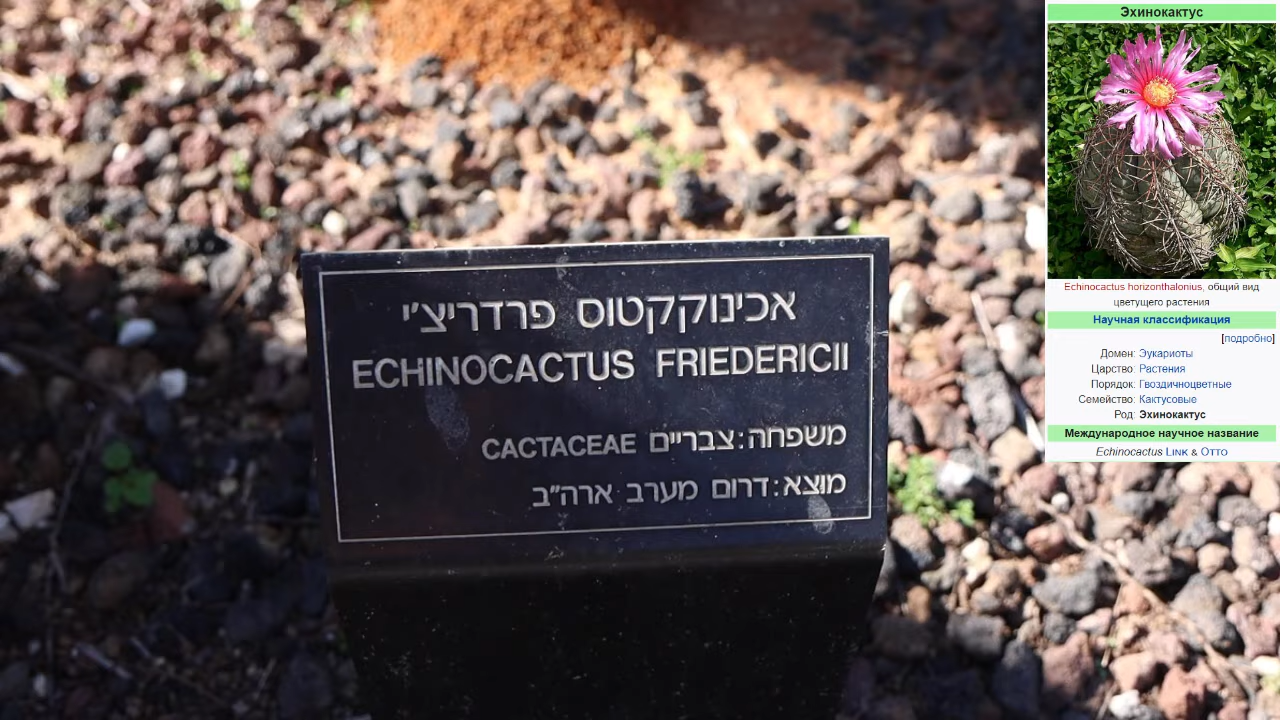 אכינוקקטוס פרדריצ'י
ECHINOCACTUS FRIEDERICII
משפחה: צבריים CACTACEAE
מוצא: דרום מערב ארה"ב
Эхинокактус
Echinocactus horizonthalonius, общий вид
цветущего растения
Научная классификация
[подробно]
Домен: Эукариоты
Царство: Растения
Порядок: Гвоздичноцветные
Семейство: Кактусовые
Род: Эхинокактус
Международное научное название
Echinocactus LINK & OTTO